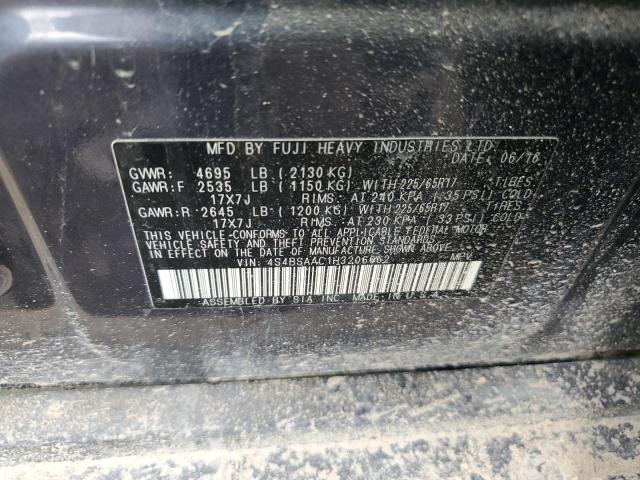 MFD BY FUJI HEAVY INDUSTRIES LTD.
DATE: 06/16
GVWR: 4695 LB (2130 KG)
GAWR:F 2535 LB (1150 KG) WITH 225/65R17 TIRES
17X7J RIMS. AT 240 KPA (35 PSI) COLD
GAWR:R 2645 LB (1200 KG) WITH 225/65R17 TIRES
17X7J RIMS. AT 230 KPA (33 PSI) COLD
THIS VEHICLE CONFORMS TO ALL APPLICABLE FEDERAL MOTOR
VEHICLE SAFETY AND THEFT PREVENTION STANDARDS
IN EFFECT ON THE DATE OF MANUFACTURE SHOWN ABOVE.
VIN: 4S4BSAAC1H3206662 MPV
ASSEMBLED BY SIA INC. MADE IN U.S.A.